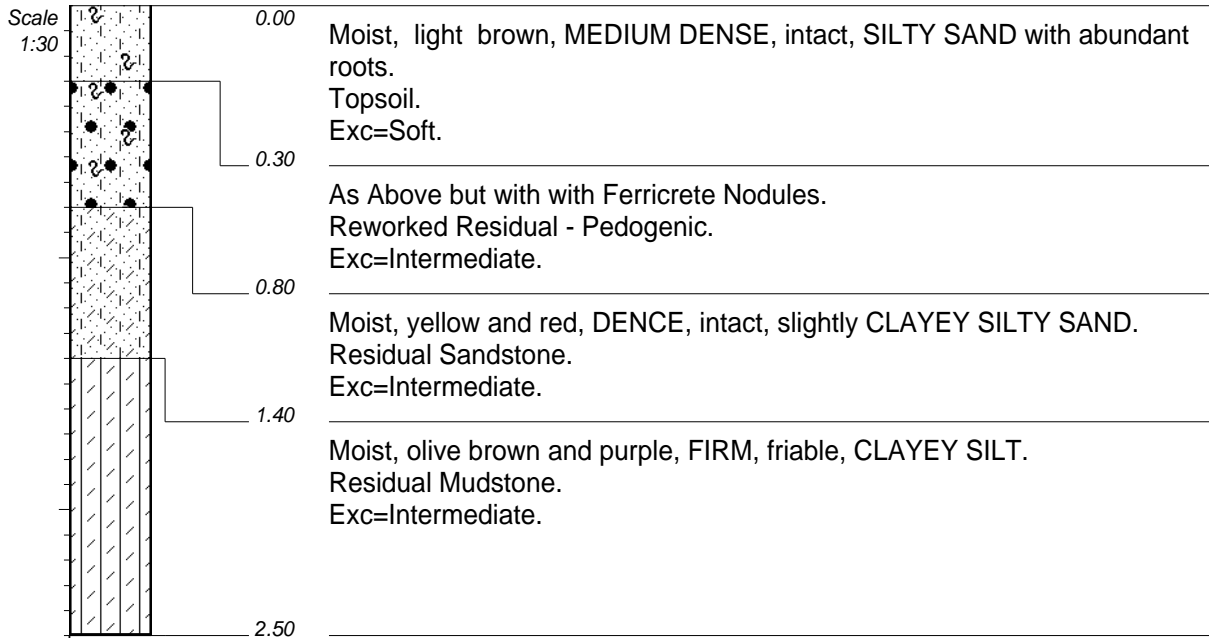 Scale
1:30
0.00
Moist, light brown, MEDIUM DENSE, intact, SILTY SAND with abundant
roots.
Topsoil.
Exc=Soft.
0.30
As Above but with with Ferricrete Nodules.
Reworked Residual - Pedogenic.
Exc=Intermediate.
0.80
Moist, yellow and red, DENCE, intact, slightly CLAYEY SILTY SAND.
Residual Sandstone.
Exc=Intermediate.
1.40
Moist, olive brown and purple, FIRM, friable, CLAYEY SILT.
Residual Mudstone.
Exc=Intermediate.
2.50